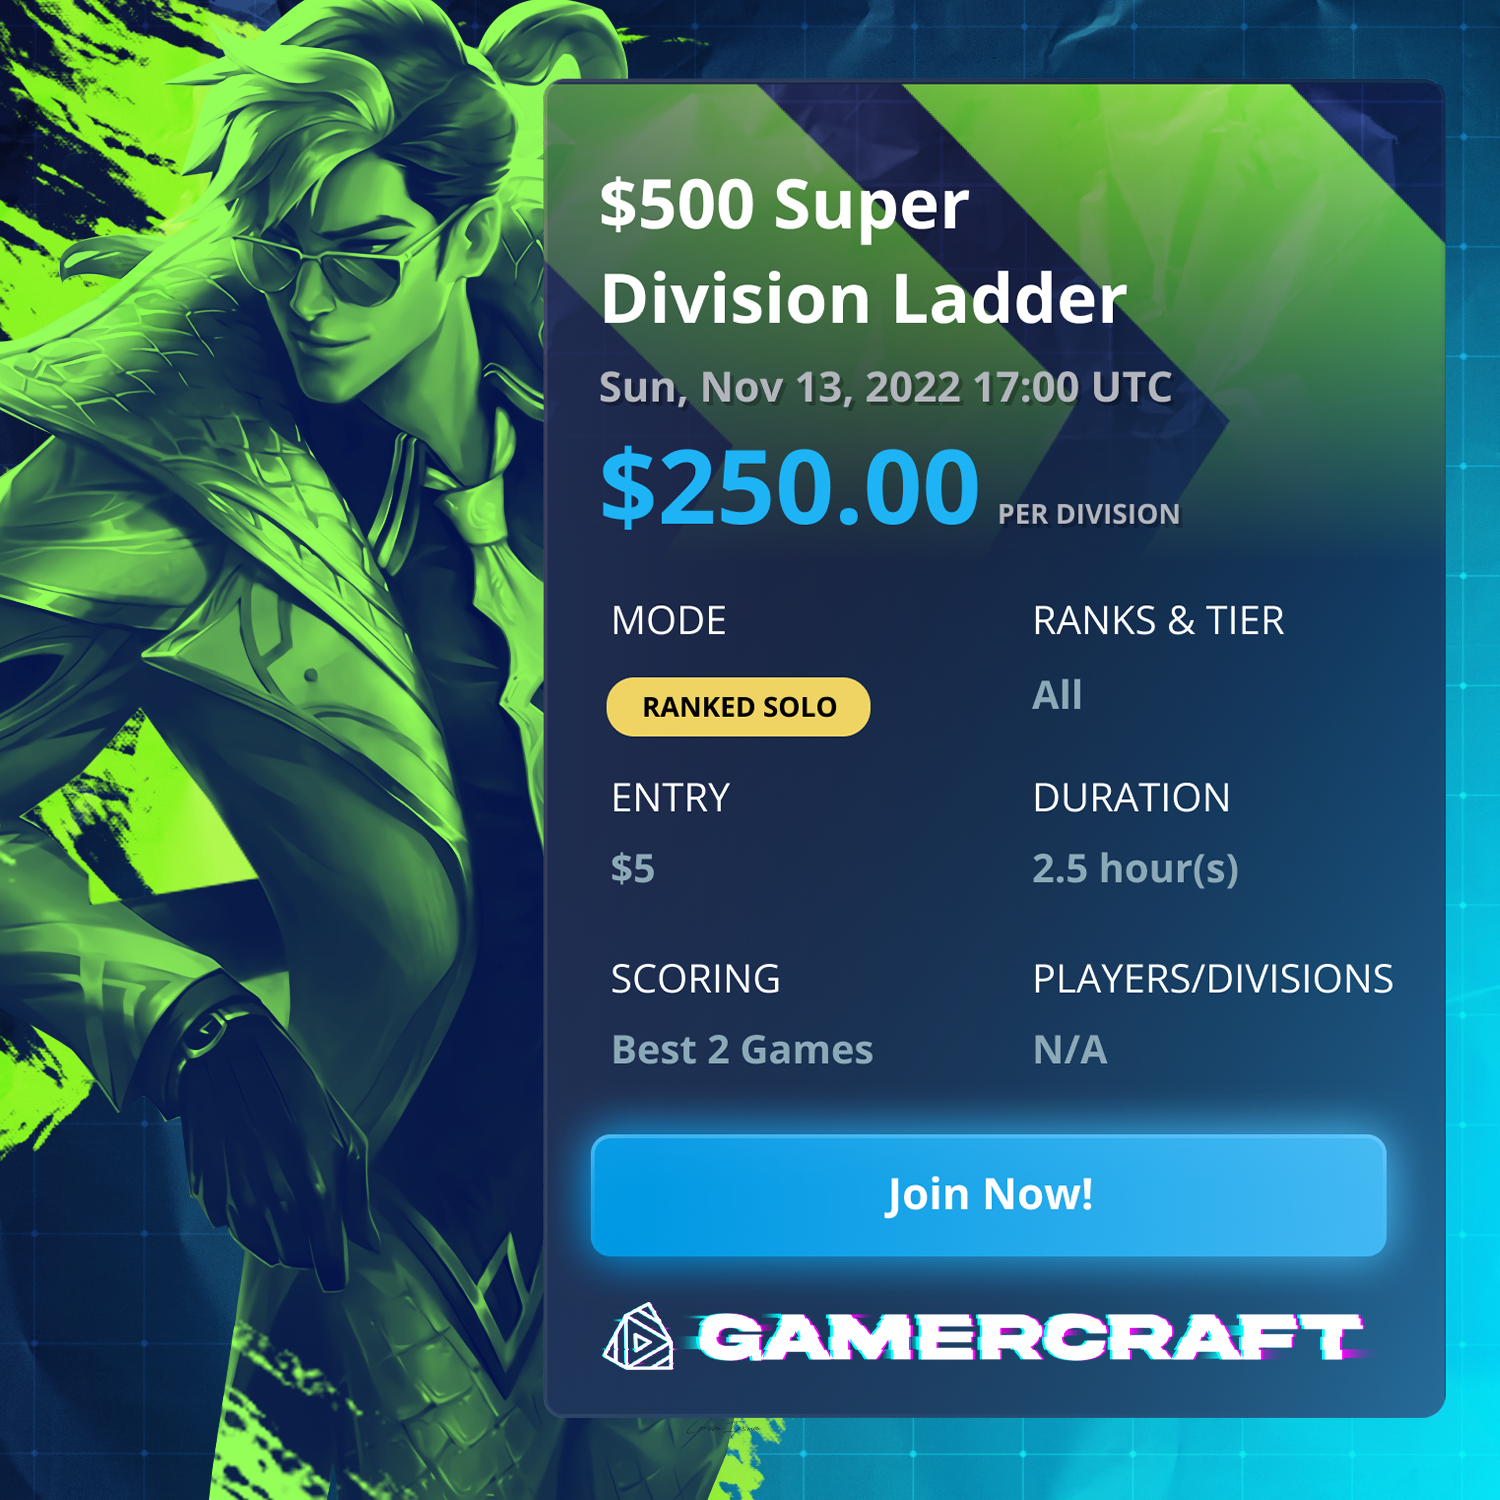 $500 Super
Division Ladder
Sun, Nov 13, 2022 17:00 UTC
$250.00 PER DIVISION
MODE
RANKED SOLO
RANKS & TIER
All
ENTRY
$5
DURATION
2.5 hour(s)
SCORING
Best 2 Games
PLAYERS/DIVISIONS
N/A
Join Now!
GAMERCRAFT